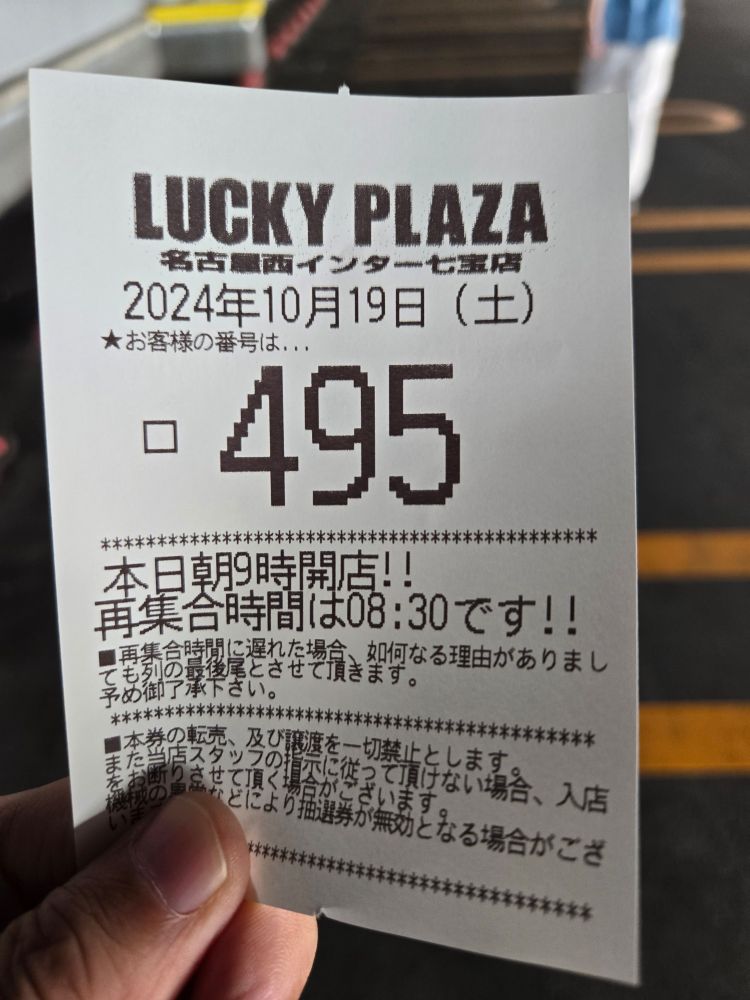 LUCKY PLAZA
名古屋西インター七宝店
2024年10月19日（土）
★お客様の番号は...
□ 495
*******************************************
本日朝9時開店!!
再集合時間は08:30です!!
■再集合時間に遅れた場合、如何なる理由がありまし
ても列の最後尾とさせて頂きます。
予め御了承下さい。
*******************************************
■本券の転売、及び譲渡を一切禁止とします。
また当店スタッフの指示に従って頂けない場合、入店
をお断りさせて頂く場合がございます。
機械の などにより抽選券が無効となる場合がござ
い
*******************************